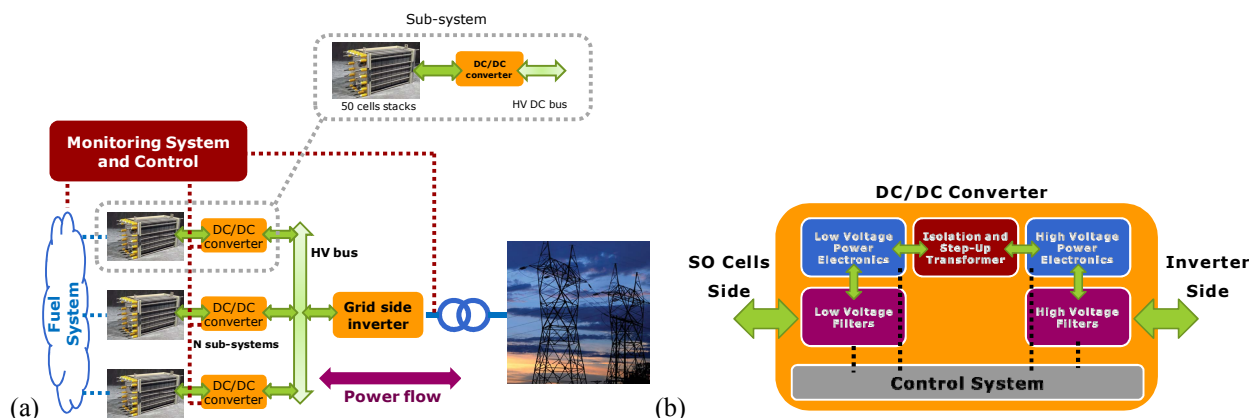 Sub-system
DC/DC
converter
50 cells stacks
HV DC bus
Monitoring System
and Control
Fuel
System
DC/DC
converter
HV bus
DC/DC
converter
N sub-systems
DC/DC
converter
Grid side
inverter
Power flow
(a)
DC/DC Converter
Low Voltage
Power
Electronics
Isolation and
Step-Up
Transformer
High Voltage
Power
Electronics
SO Cells
Side
Inverter
Side
Low Voltage
Filters
High Voltage
Filters
Control System
(b)